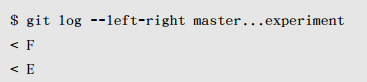 $ git log --left-right master...experiment
< F
< E